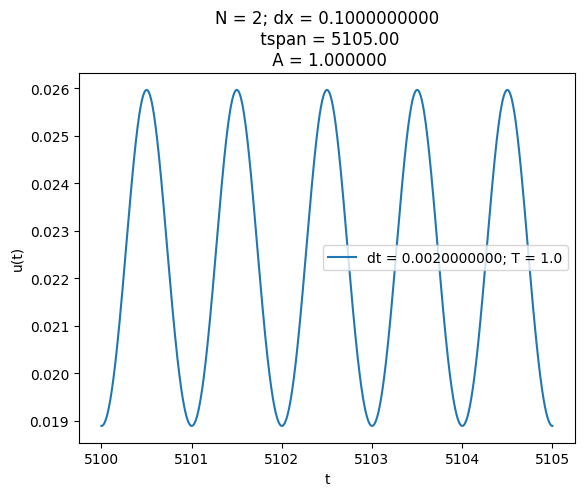 N = 2; dx = 0.1000000000
tspan = 5105.00
A = 1.000000
0.026
0.025
0.024
0.023
0.022
0.021
0.020
0.019
u(t)
dt = 0.0020000000; T = 1.0
5100 5101 5102 5103 5104 5105
t